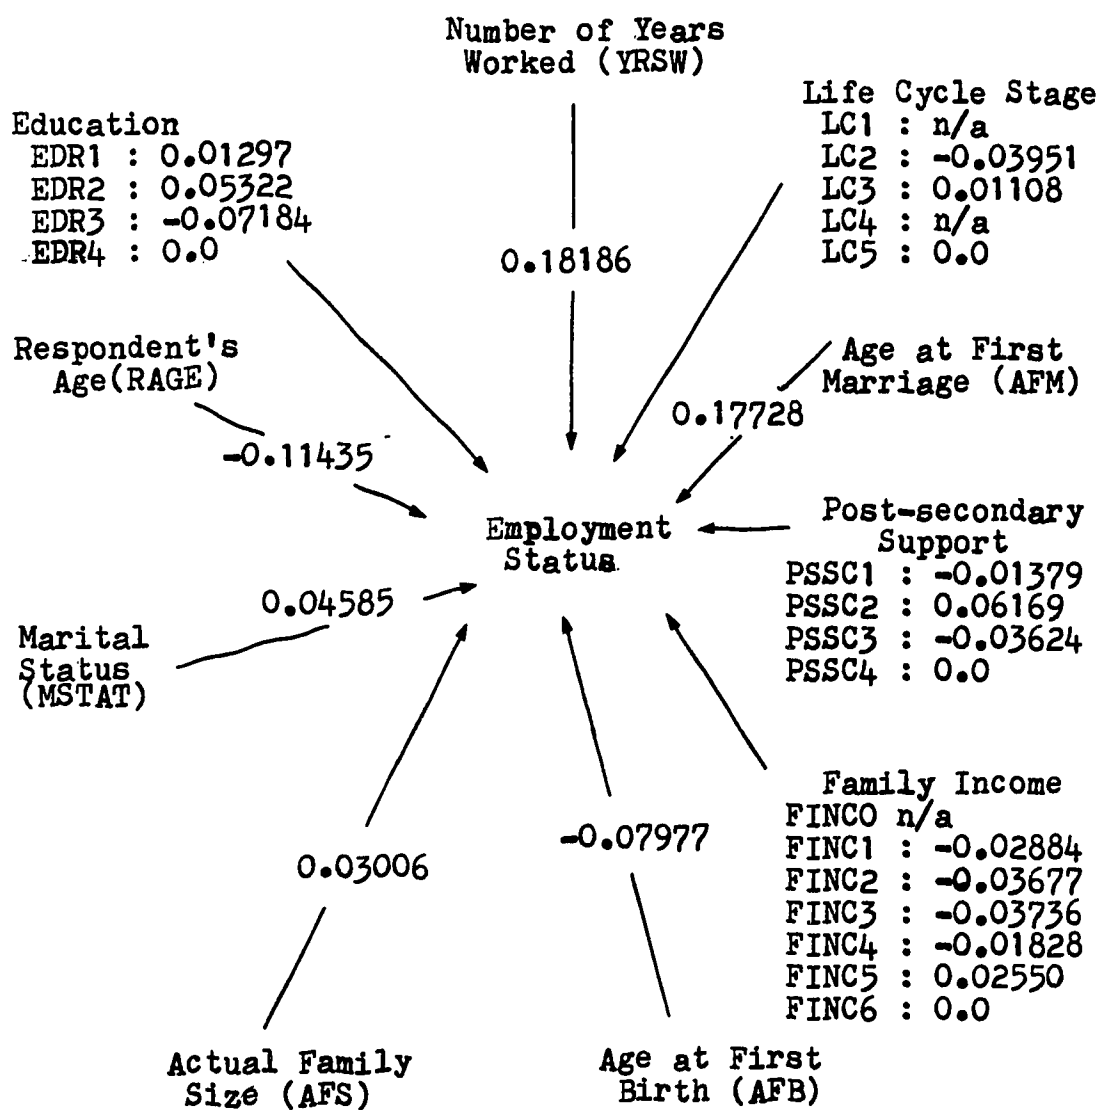 Number of Years
Worked (YRSW)
Education
EDR1 : 0.01297
EDR2 : 0.05322
EDR3 : -0.07184
EDR4 : 0.0
Life Cycle Stage
LC1 : n/a
LC2 : -0.03951
LC3 : 0.01108
LC4 : n/a
LC5 : 0.0
0.18186
Respondent's
Age(RAGE)
-0.11435
Age at First
Marriage (AFM)
0.17728
Employment
Status
Post-secondary
Support
PSSC1 : -0.01379
PSSC2 : 0.06169
PSSC3 : -0.03624
PSSC4 : 0.0
0.04585
Marital
Status
(MSTAT)
Family Income
FINCO n/a
FINC1 : -0.02884
FINC2 : -0.03677
FINC3 : -0.03736
FINC4 : -0.01828
FINC5 : 0.02550
FINC6 : 0.0
0.03006
-0.07977
Actual Family
Size (AFS)
Age at First
Birth (AFB)